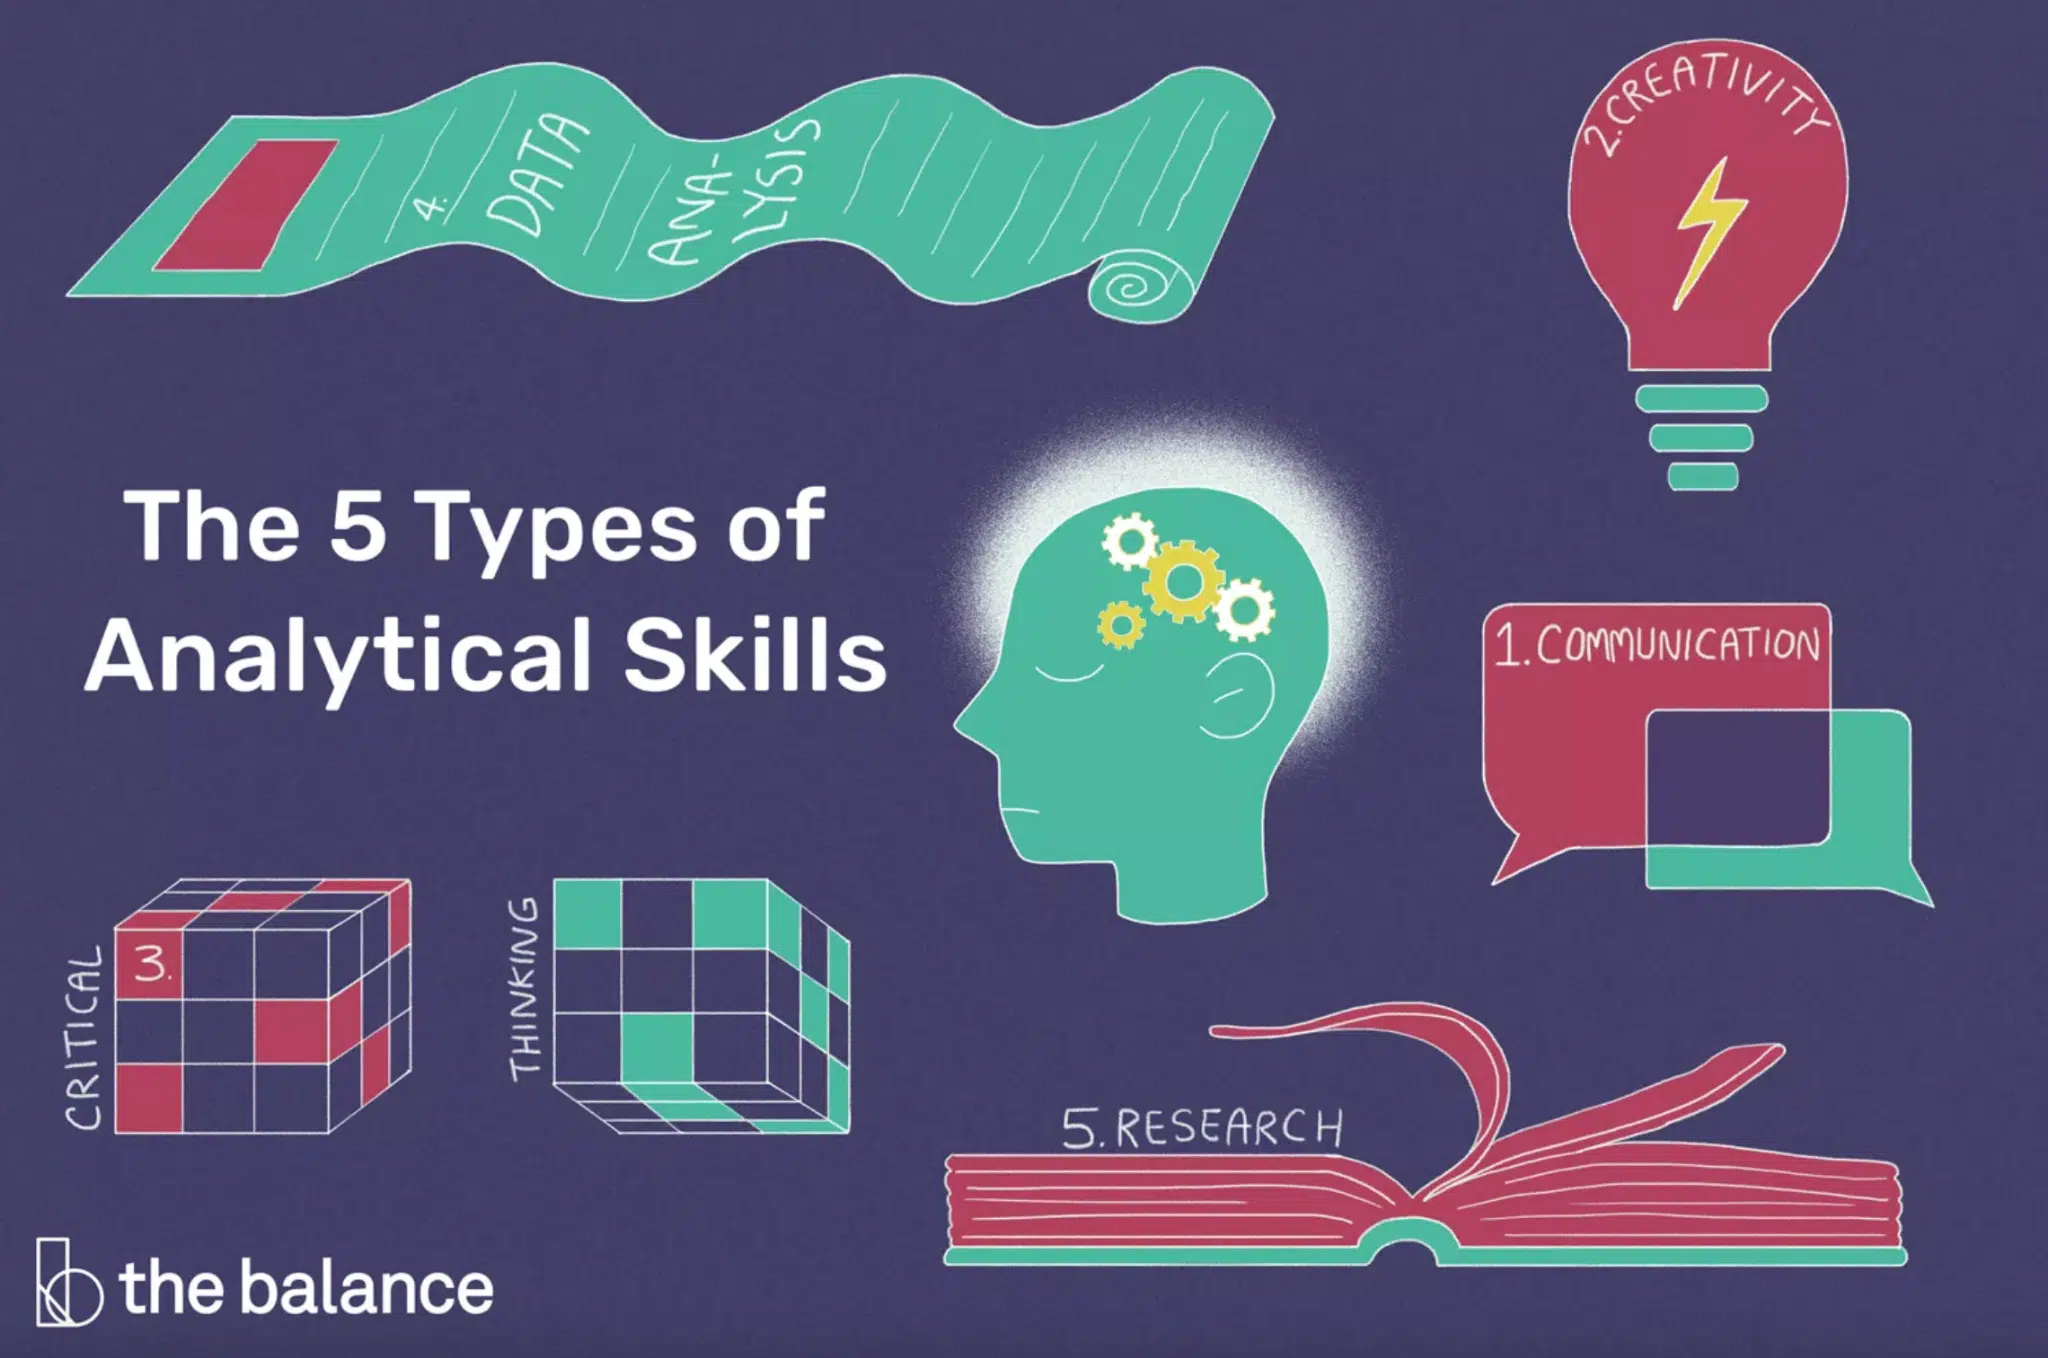 4.
DATA
ANA-
LYSIS
2.CREATIVITY
The 5 Types of
Analytical Skills
1.COMMUNICATION
CRITICAL
3.
THINKING
5.RESEARCH
the balance